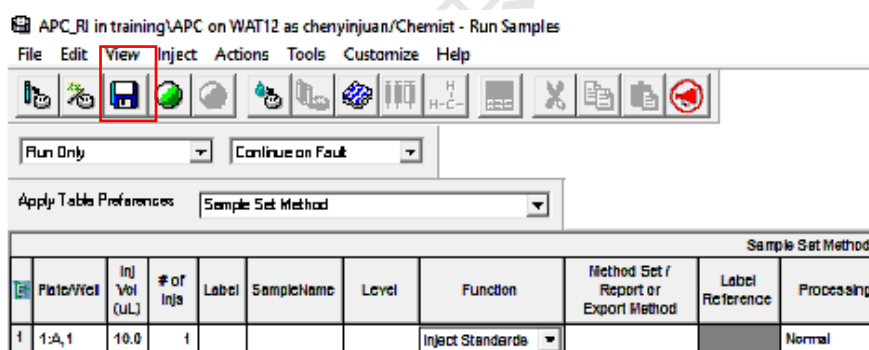 APC_RI in training\APC on WAT12 as chenyinjuan/Chemist - Run Samples
File Edit View Inject Actions Tools Customize Help
Run Only Continue on Fault
Apply Table Preferences Sample Set Method
Sample Set Method
Plate/Well Inj Vol (uL) # of Injs Label SampleName Level Function Method Set / Report or Export Method Label Reference Processing
1 1:A,1 10.0 1 Inject Standards Normal